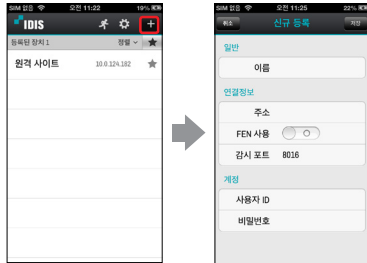 SIM 없음 오전 11:22 19%
IDIS
등록된 장치 1 정렬
원격 사이트 10.0.124.182
SIM 없음 오전 11:25 22%
취소 신규 등록 저장
일반
이름
연결정보
주소
FEN 사용
감시 포트 8016
계정
사용자 ID
비밀번호